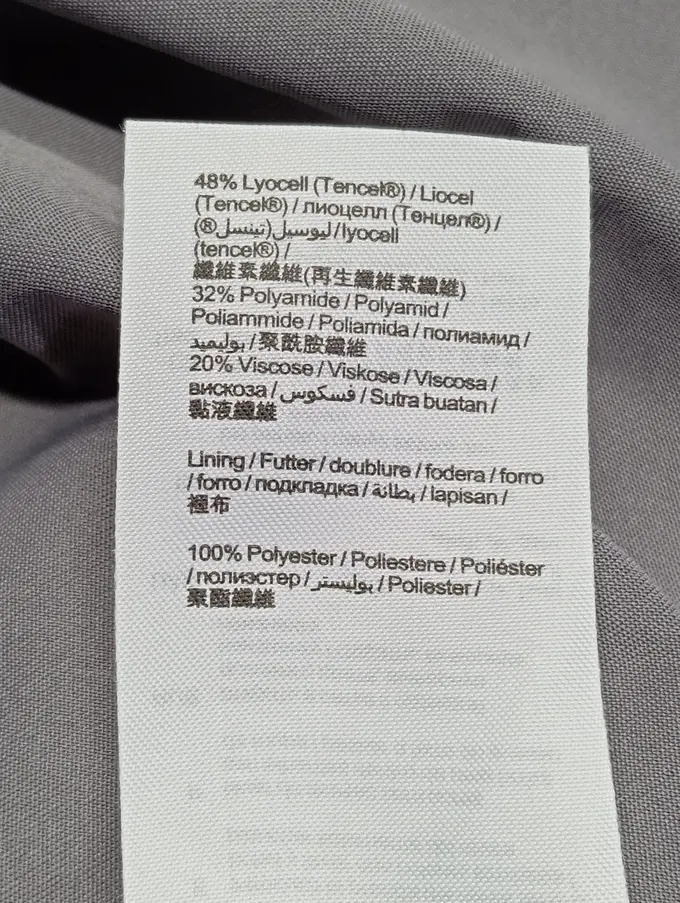 48% Lyocell (Tencel®) / Liocel
(Tencel®) / лиоцелл (Тенцел®) /
ليوسيل(تينسل®)/lyocell
(tencel®) /
纖維素纖維(再生纖維素纖維)
32% Polyamide / Polyamid /
Poliammide / Poliamida / полиамид /
بوليميد / 聚酰胺纖維
20% Viscose / Viskose / Viscosa /
вискоза / فسكوس / Sutra buatan /
黏液纖維
Lining / Futter / doublure / fodera / forro
/ forro / подкладка / بطانة / lapisan /
裡布
100% Polyester / Poliestere / Poliéster
/ полиэстер / بوليستر / Poliester /
聚酯纖維